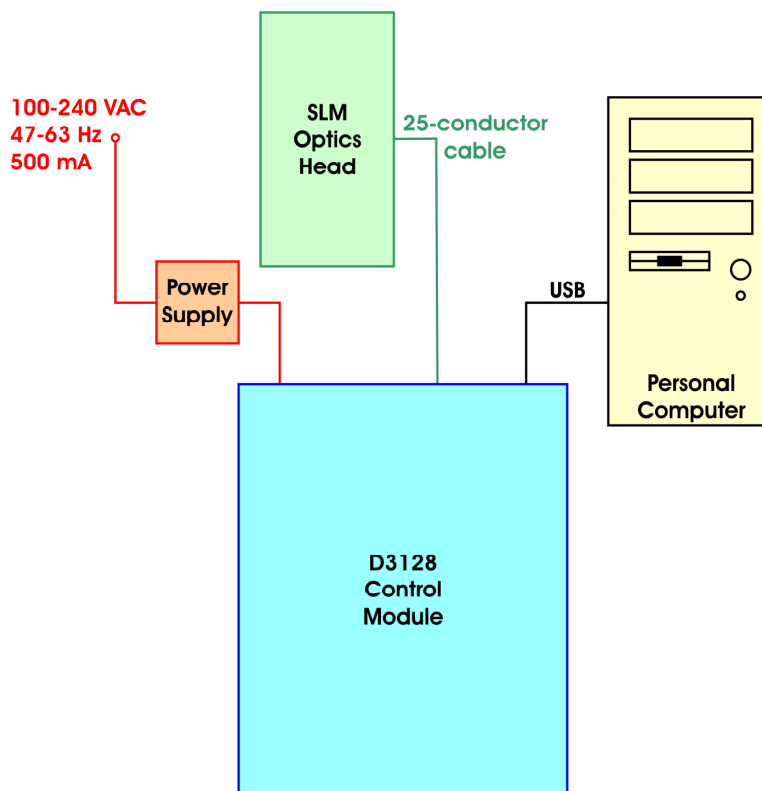 100-240 VAC
47-63 Hz
500 mA
SLM
Optics
Head
25-conductor
cable
Power
Supply
USB
Personal
Computer
D3128
Control
Module